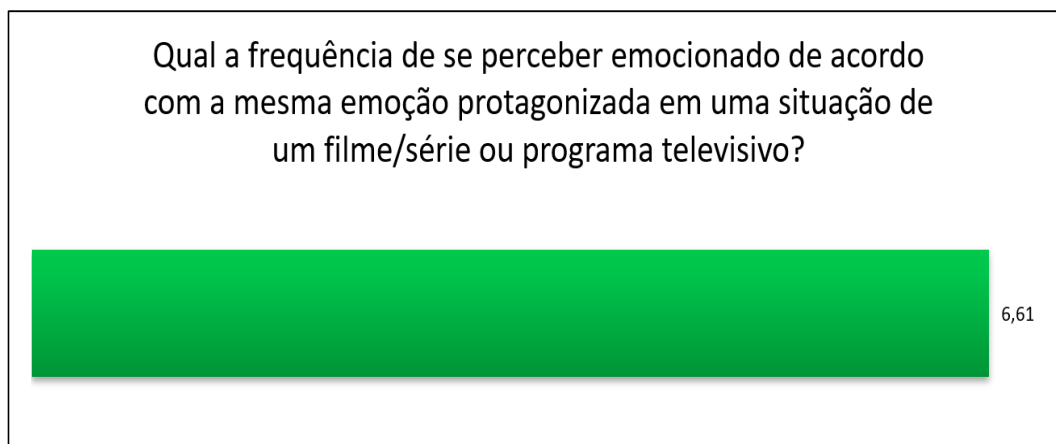 Qual a frequência de se perceber emocionado de acordo
com a mesma emoção protagonizada em uma situação de
um filme/série ou programa televisivo?
6,61